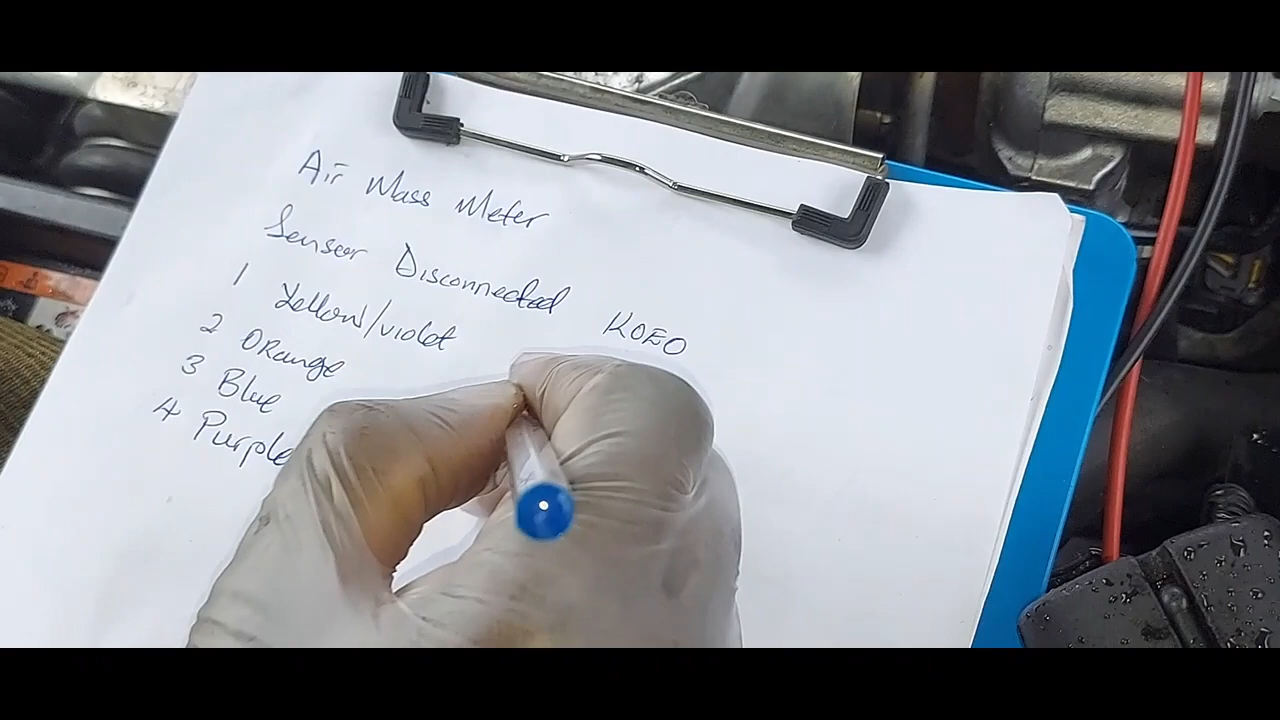 Air Mass Meter
Sensor Disconnected KOEO
1 Yellow/violet
2 ORange
3 Blue
4 Purple